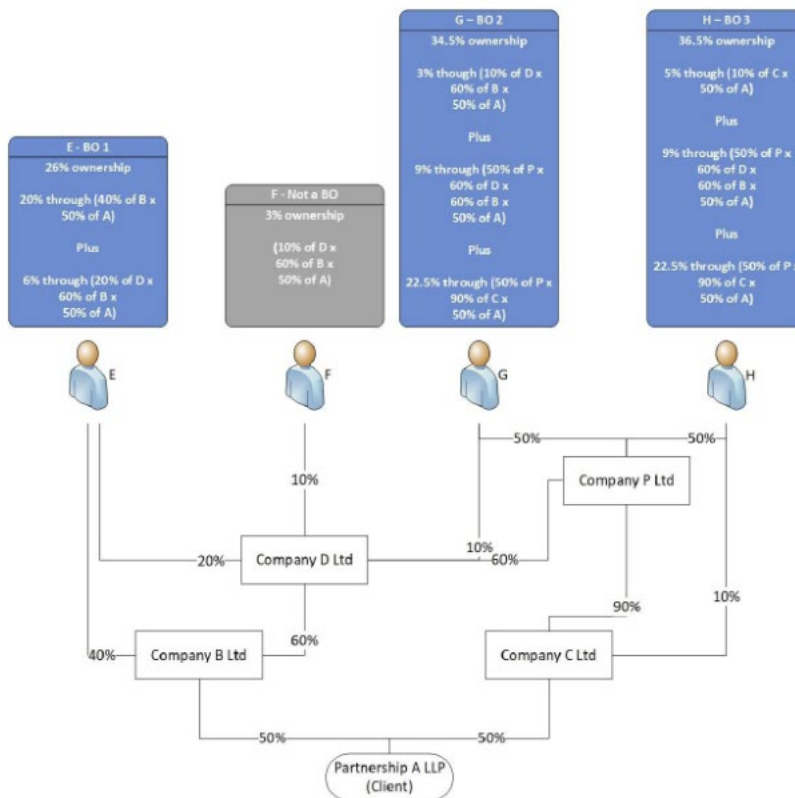 G – BO 2
34.5% ownership
3% though (10% of D x
60% of B x
50% of A)
Plus
9% through (50% of P x
60% of D x
60% of B x
50% of A)
Plus
22.5% through (50% of P x
90% of C x
50% of A)
H – BO 3
36.5% ownership
5% though (10% of C x
50% of A)
Plus
9% through (50% of P x
60% of D x
60% of B x
50% of A)
Plus
22.5% through (50% of P x
90% of C x
50% of A)
E - BO 1
26% ownership
20% through (40% of B x
50% of A)
Plus
6% through (20% of D x
60% of B x
50% of A)
F - Not a BO
3% ownership
(10% of D x
60% of B x
50% of A)
E
F
G
H
50%
50%
10%
Company P Ltd
10%
20%
Company D Ltd
60%
90%
10%
40%
Company B Ltd
60%
Company C Ltd
50%
50%
Partnership A LLP
(Client)